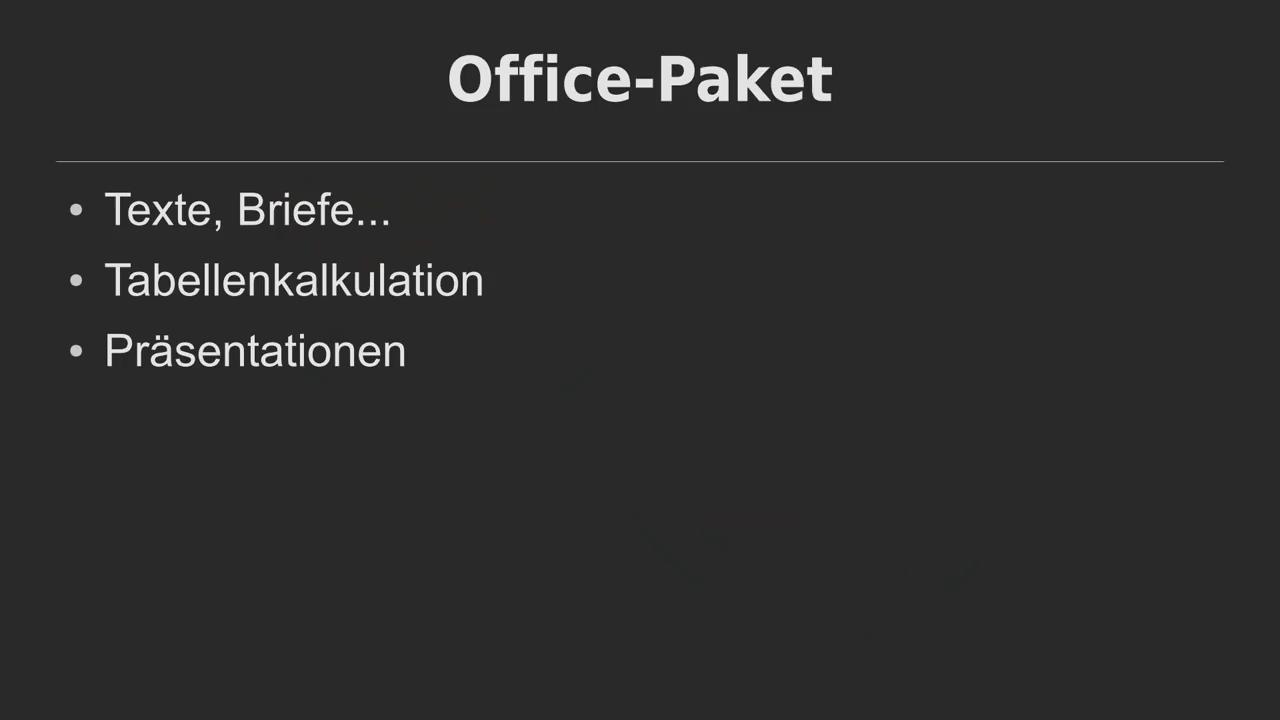 Office-Paket
• Texte, Briefe...
• Tabellenkalkulation
• Präsentationen